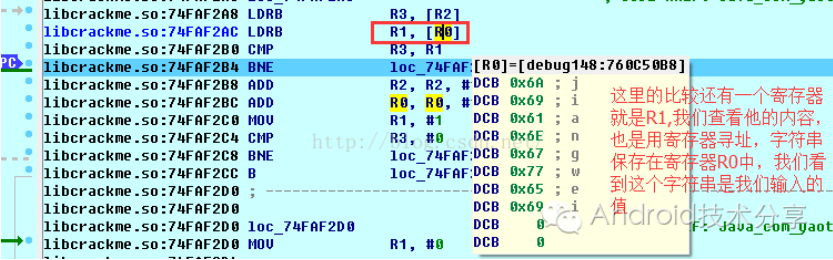 libcrackme.so:74FAF2A8 LDRB R3, [R2]
libcrackme.so:74FAF2AC LDRB R1, [R0]
libcrackme.so:74FAF2B0 CMP R3, R1
PC libcrackme.so:74FAF2B4 BNE loc_74FAF
libcrackme.so:74FAF2B8 ADD R2, R2, #
libcrackme.so:74FAF2BC ADD R0, R0, #
libcrackme.so:74FAF2C0 MOV R1, #1
libcrackme.so:74FAF2C4 CMP R3, #0
libcrackme.so:74FAF2C8 BNE loc_74FAF
libcrackme.so:74FAF2CC B loc_74FAF
libcrackme.so:74FAF2D0 ;
libcrackme.so:74FAF2D0
libcrackme.so:74FAF2D0 loc_74FAF2D0
libcrackme.so:74FAF2D0 MOV R1, #0
[R0]=[debug148:760C50B8]
DCB 0x6A ; j
DCB 0x69 ; i
DCB 0x61 ; a
DCB 0x6E ; n
DCB 0x67 ; g
DCB 0x77 ; w
DCB 0x65 ; e
DCB 0x69 ; i
DCB 0
DCB 0
这里的比较还有一个寄存器
就是R1,我们查看他的内容,
也是用寄存器寻址，字符串
保存在寄存器R0中，我们看
到这个字符串是我们输入的
值
Android技术分享
EF: Java_com_yaot